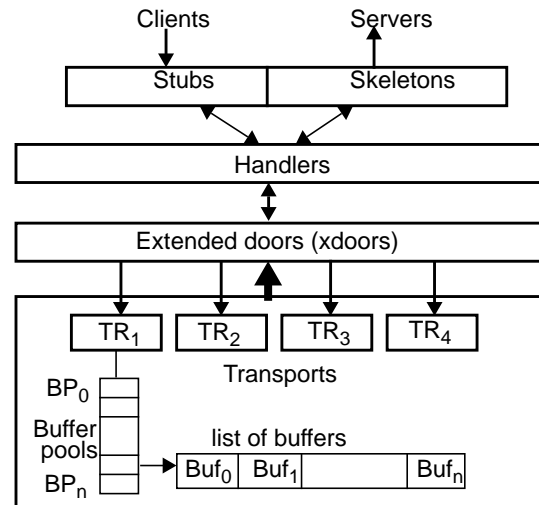 Clients Servers
Stubs Skeletons
Handlers
Extended doors (xdoors)
TR1 TR2 TR3 TR4
Transports
BP0
Buffer
pools
BPn
list of buffers
Buf0 Buf1 Bufn